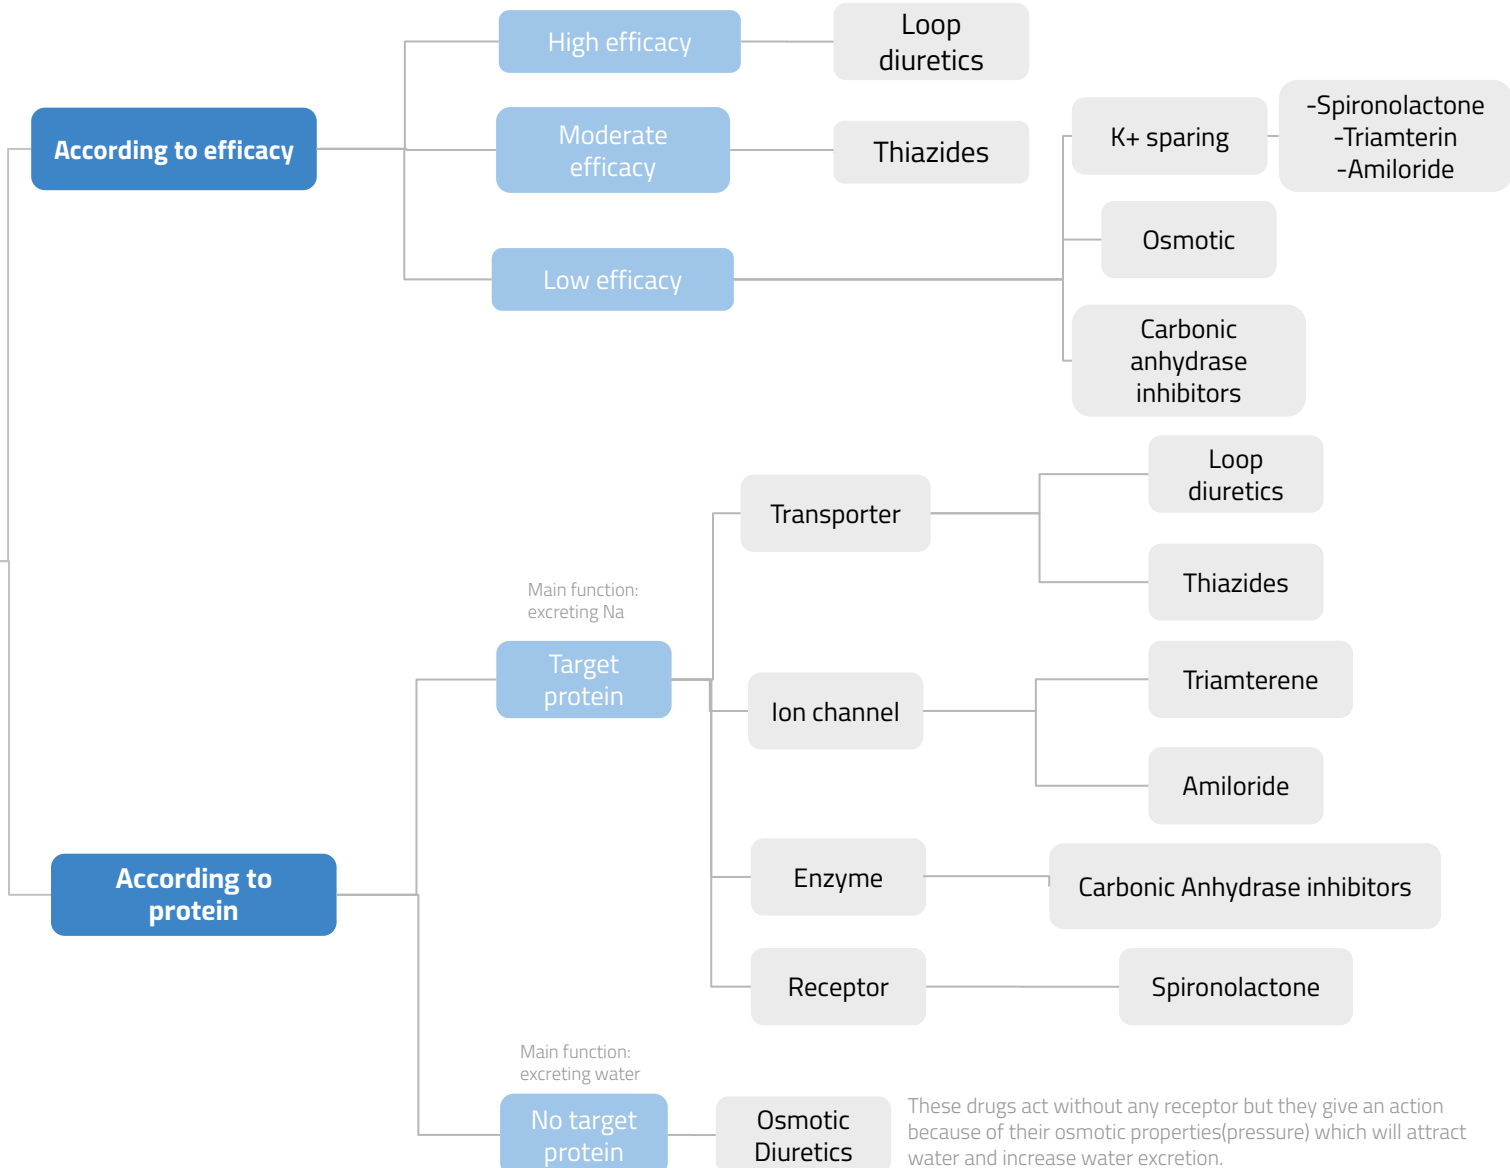 High efficacy
Loop
diuretics
According to efficacy
Moderate
efficacy
Thiazides
K+ sparing
-Spironolactone
-Triamterin
-Amiloride
Osmotic
Low efficacy
Carbonic
anhydrase
inhibitors
Loop
diuretics
Transporter
Thiazides
Main function:
excreting Na
Target
protein
Triamterene
Ion channel
Amiloride
According to
protein
Enzyme
Carbonic Anhydrase inhibitors
Receptor
Spironolactone
Main function:
excreting water
No target
protein
Osmotic
Diuretics
These drugs act without any receptor but they give an action
because of their osmotic properties(pressure) which will attract
water and increase water excretion.